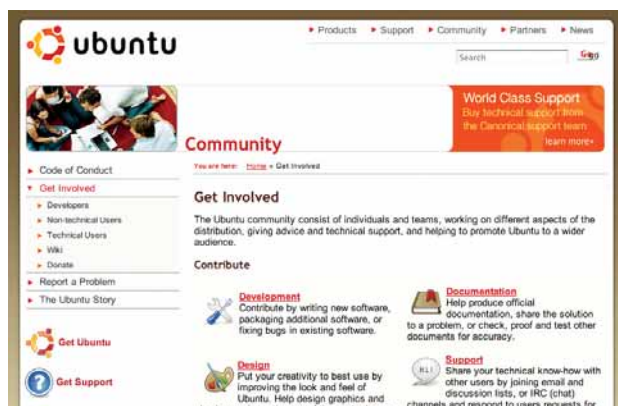 ubuntu
Products Support Community Partners News
Search
World Class Support
Buy technical support from
the Canonical support team
learn more
Community
You are here: Home » Get Involved
Code of Conduct
Get Involved
Developers
Non-technical Users
Technical Users
Wiki
Donate
Report a Problem
The Ubuntu Story
Get Ubuntu
Get Support
Get Involved
The Ubuntu community consist of individuals and teams, working on different aspects of the
distribution, giving advice and technical support, and helping to promote Ubuntu to a wider
audience.
Contribute
Development
Contribute by writing new software,
packaging additional software, or
fixing bugs in existing software.
Documentation
Help produce official
documentation, share the solution
to a problem, or check, proof and test other
documents for accuracy.
Design
Put your creativity to best use by
improving the look and feel of
Ubuntu. Help design graphics and
Support
Share your technical know-how with
other users by joining email and
discussion lists, or IRC (chat)
channels and respond to users requests for